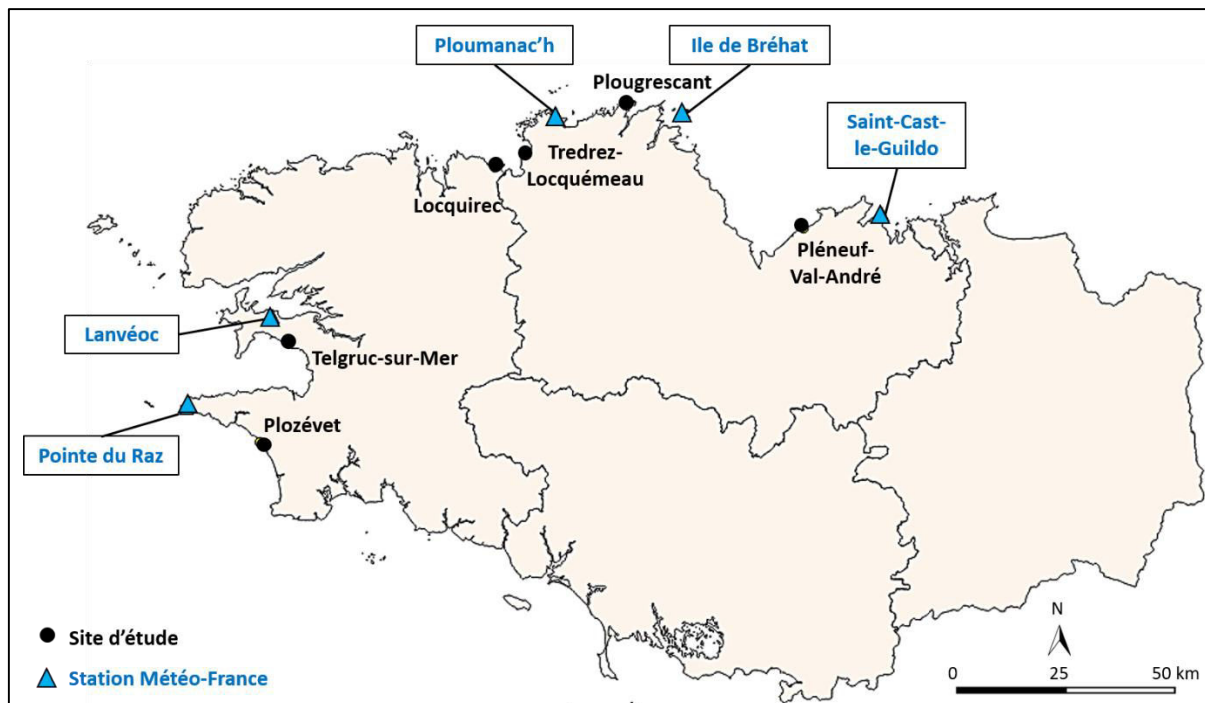 Ploumanac’h
Ile de Bréhat
Plougrescant
Saint-Cast-
le-Guildo
Tredrez-
Locquémeau
Locquirec
Pléneuf-
Val-André
Lanvéoc
Telgruc-sur-Mer
Plozévet
Pointe du Raz
Site d’étude
Station Météo-France
N
0 25 50 km